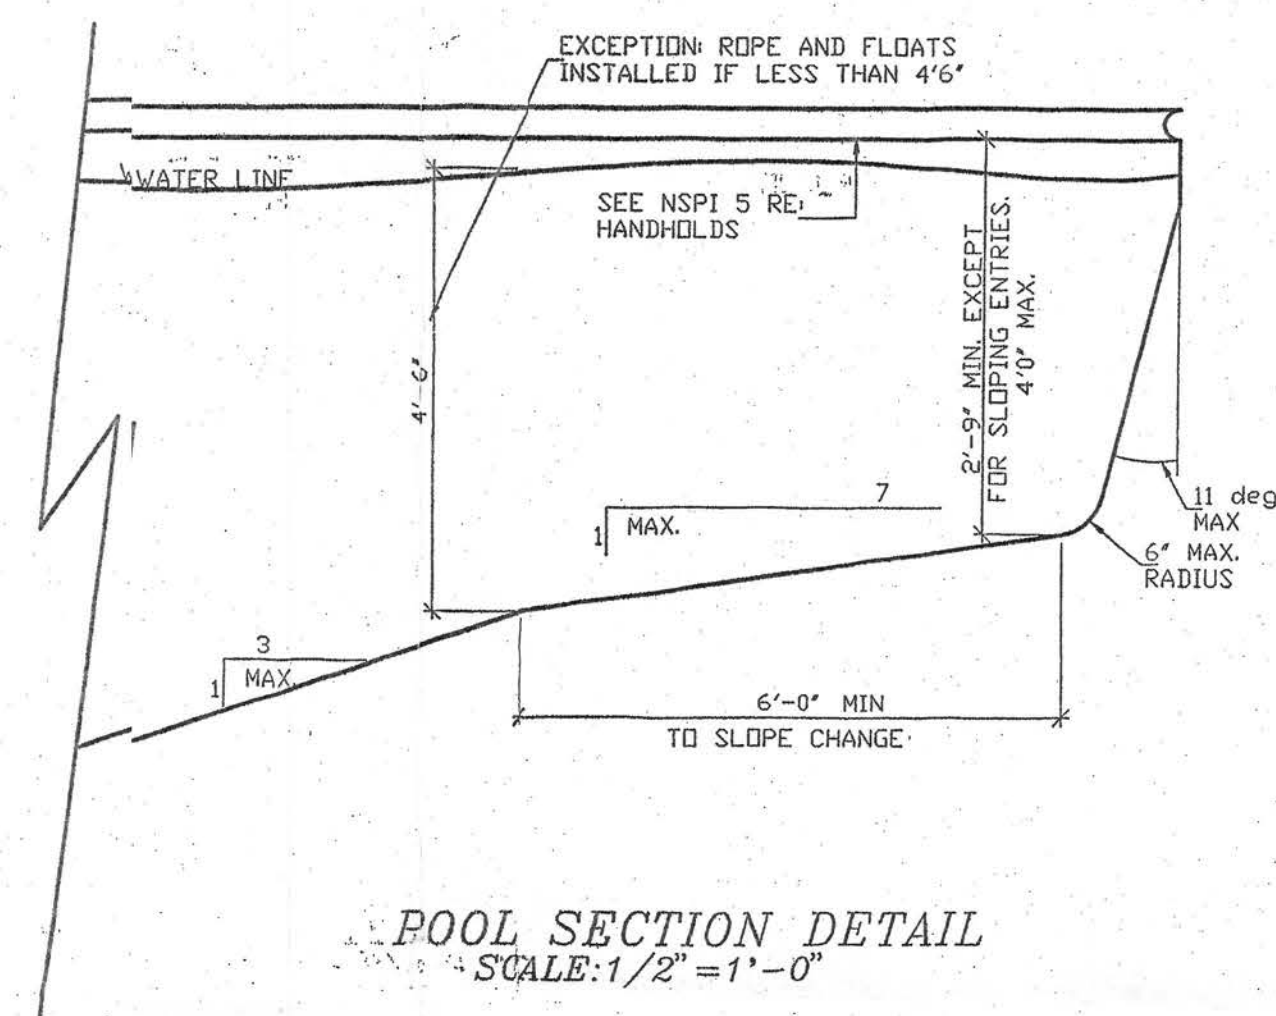 EXCEPTION: ROPE AND FLOATS
INSTALLED IF LESS THAN 4'6"
WATER LINE
SEE NSPI 5 RE:
HANDHOLDS
4'-6"
2'-9" MIN. EXCEPT
FOR SLOPING ENTRIES.
4'0" MAX.
7
1
MAX.
11 deg
MAX
6" MAX.
RADIUS
3
1
MAX.
6'-0" MIN
TO SLOPE CHANGE
POOL SECTION DETAIL
SCALE:1/2"=1'-0"